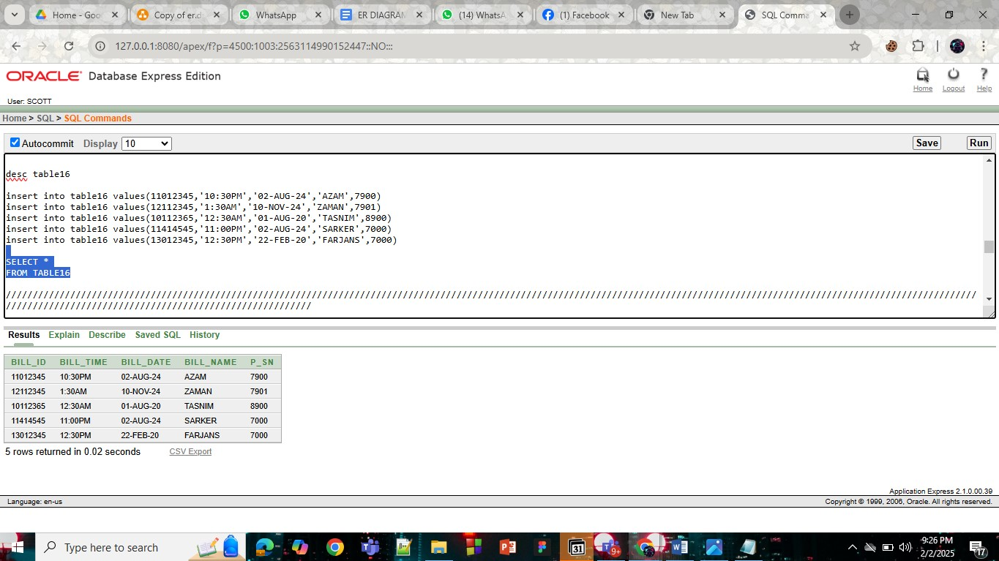 Home - Goo
Copy of er.d
WhatsApp
ER DIAGRAM
(14) WhatsA
(1) Facebook
New Tab
SQL Comma
127.0.0.1:8080/apex/f?p=4500:1003:2563114990152447::NO:::
ORACLE Database Express Edition
Home
Logout
Help
User: SCOTT
Home > SQL > SQL Commands
Autocommit Display 10
Save
Run
desc table16
insert into table16 values(11012345,'10:30PM','02-AUG-24','AZAM',7900)
insert into table16 values(12112345,'1:30AM','10-NOV-24','ZAMAN',7901)
insert into table16 values(10112365,'12:30AM','01-AUG-20','TASNIM',8900)
insert into table16 values(11414545,'11:00PM','02-AUG-24','SARKER',7000)
insert into table16 values(13012345,'12:30PM','22-FEB-20','FARJANS',7000)
SELECT *
FROM TABLE16
Results Explain Describe Saved SQL History
BILL_ID BILL_TIME BILL_DATE BILL_NAME P_SN
11012345 10:30PM 02-AUG-24 AZAM 7900
12112345 1:30AM 10-NOV-24 ZAMAN 7901
10112365 12:30AM 01-AUG-20 TASNIM 8900
11414545 11:00PM 02-AUG-24 SARKER 7000
13012345 12:30PM 22-FEB-20 FARJANS 7000
5 rows returned in 0.02 seconds CSV Export
Application Express 2.1.0.00.39
Language: en-us
Copyright © 1999, 2006, Oracle. All rights reserved.
Type here to search
31
9+
9:26 PM
2/2/2025
17